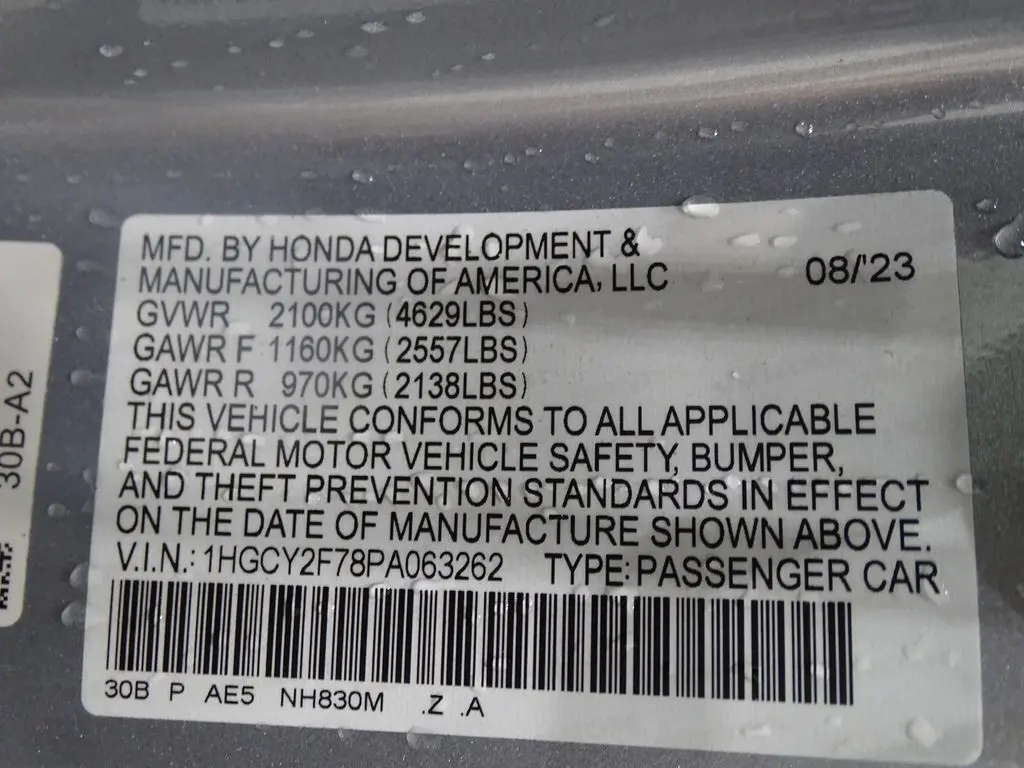 MFD. BY HONDA DEVELOPMENT &
MANUFACTURING OF AMERICA, LLC
08/'23
GVWR 2100KG (4629LBS)
GAWR F 1160KG (2557LBS)
GAWR R 970KG (2138LBS)
THIS VEHICLE CONFORMS TO ALL APPLICABLE
FEDERAL MOTOR VEHICLE SAFETY, BUMPER,
AND THEFT PREVENTION STANDARDS IN EFFECT
ON THE DATE OF MANUFACTURE SHOWN ABOVE.
V.I.N.: 1HGCY2F78PA063262 TYPE: PASSENGER CAR
30B P AE5 NH830M .Z .A
30B-A2